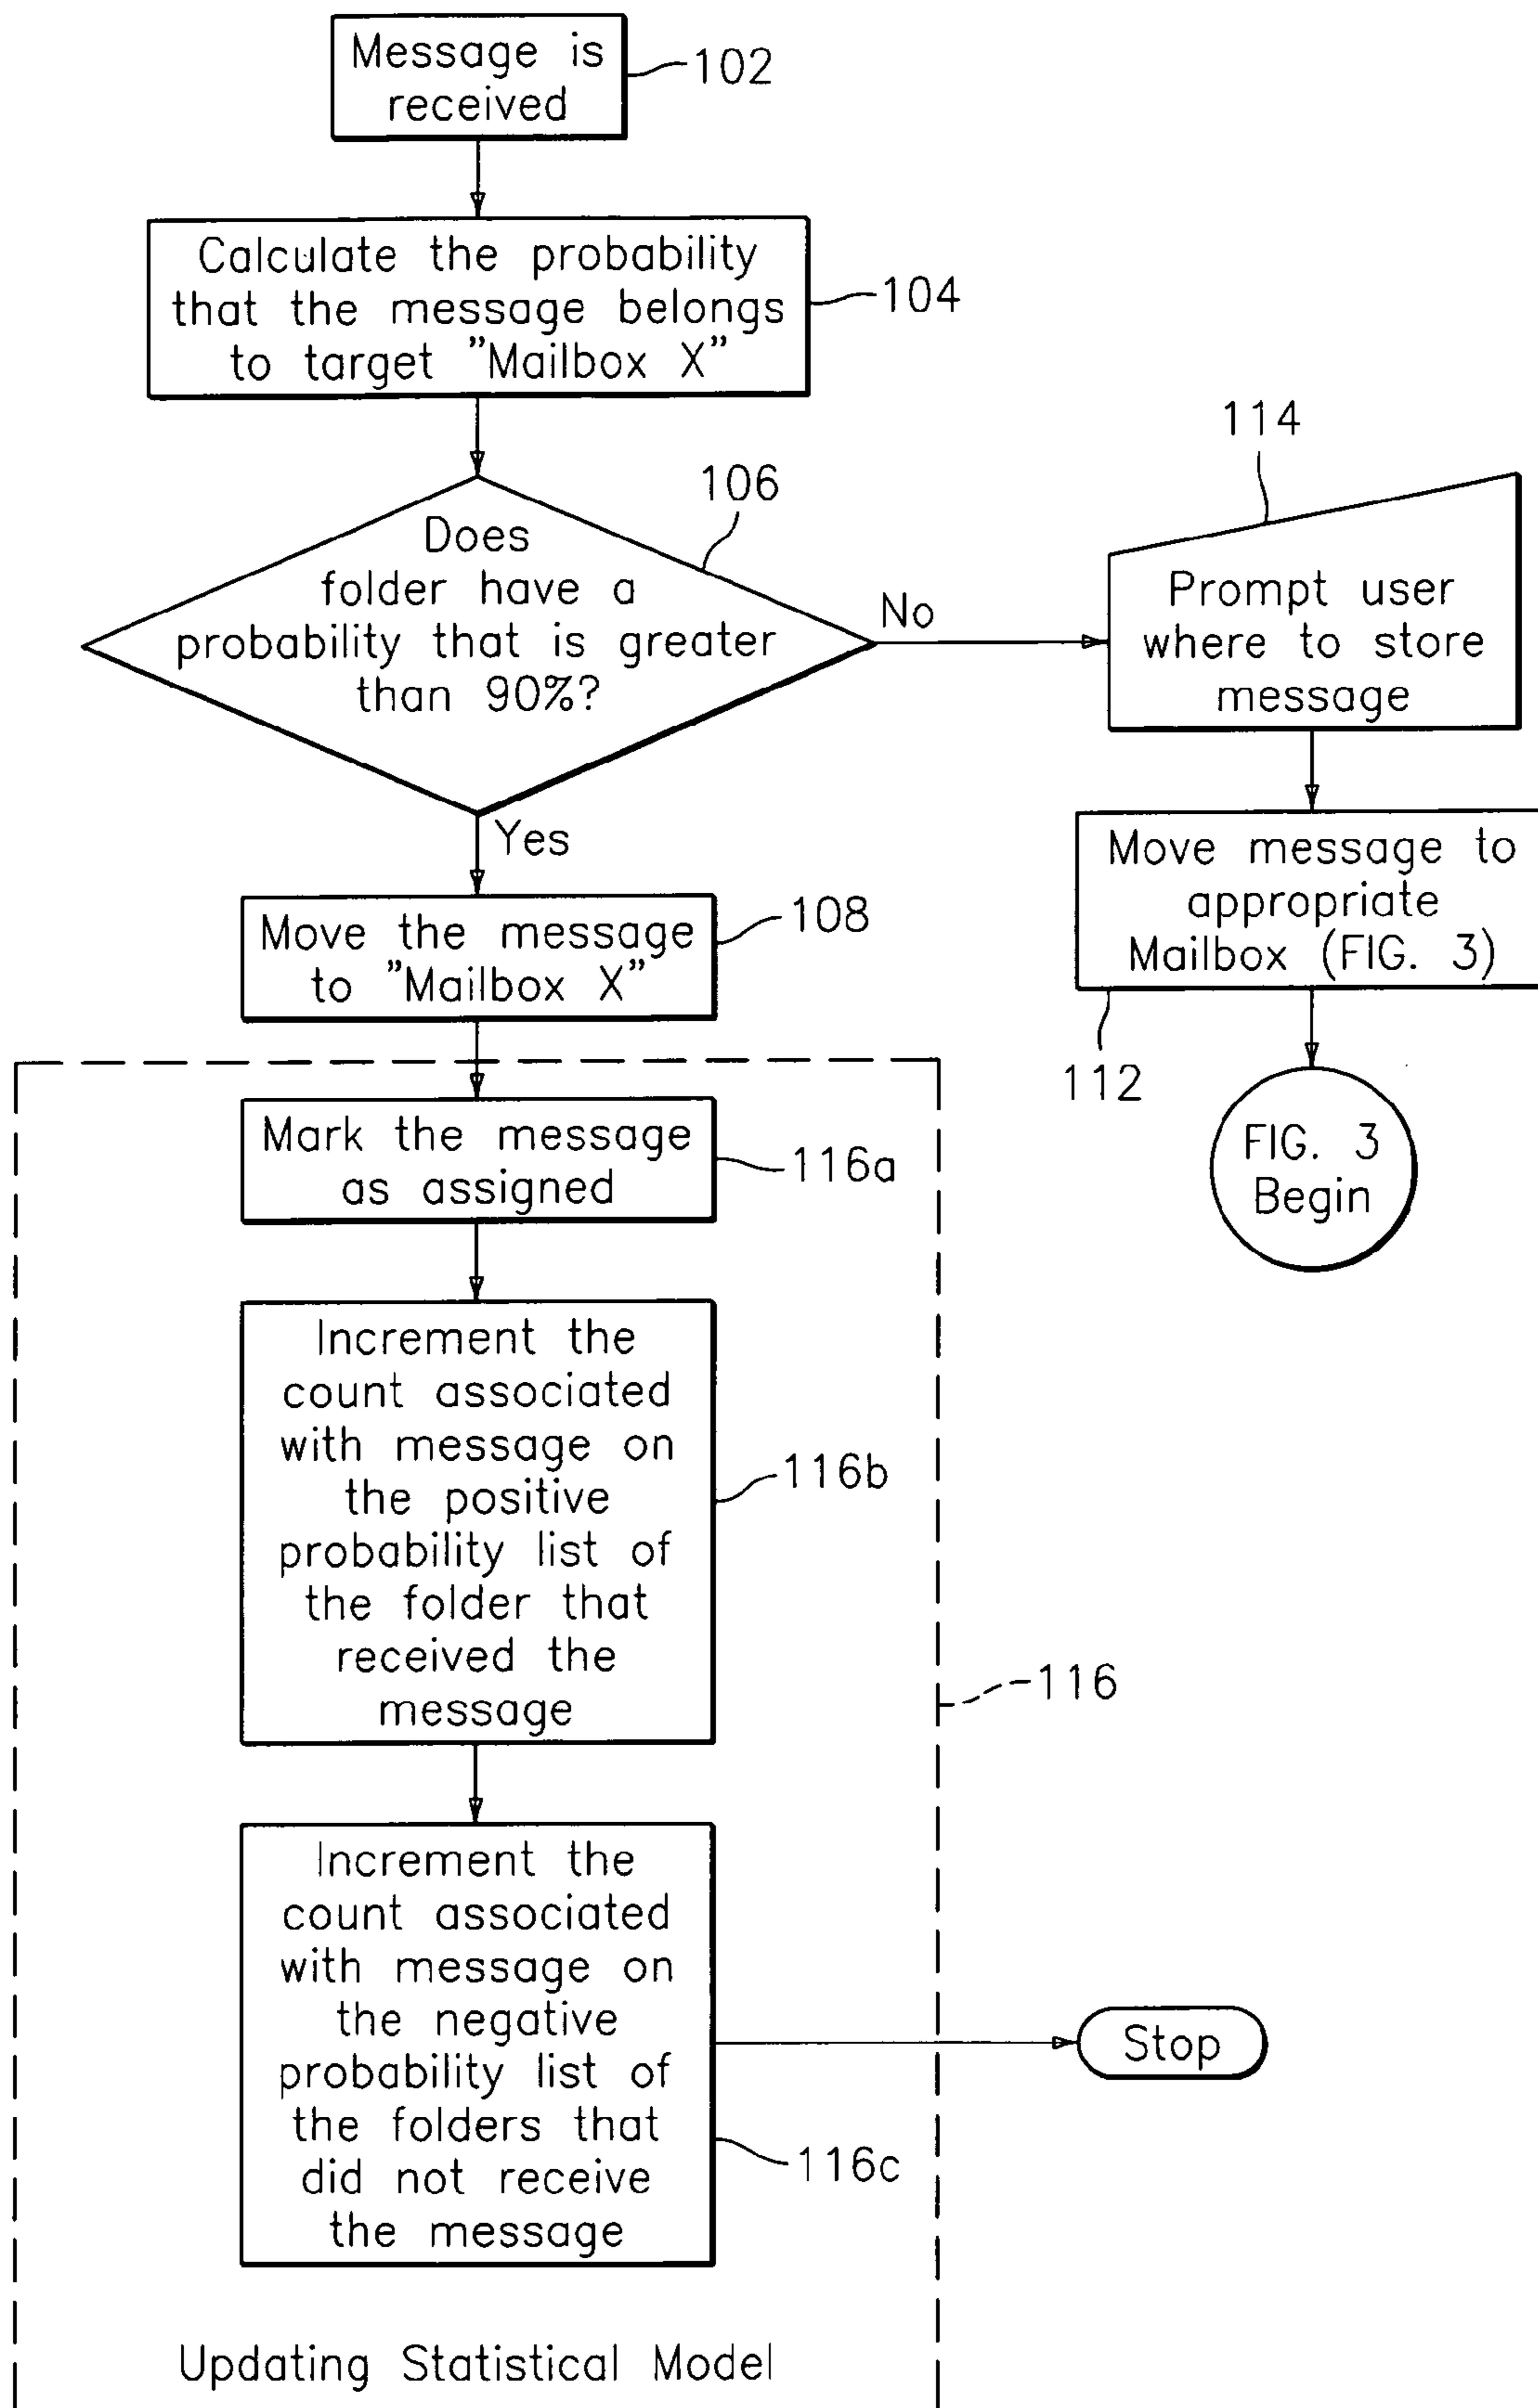 Message is
received
102
Calculate the probability
that the message belongs
to target "Mailbox X"
104
106
Does
folder have a
probability that is greater
than 90%?
No
114
Prompt user
where to store
message
Yes
Move message to
appropriate
Mailbox (FIG. 3)
112
Move the message
to "Mailbox X"
108
FIG. 3
Begin
Mark the message
as assigned
116a
Increment the
count associated
with message on
the positive
probability list of
the folder that
received the
message
116b
116
Increment the
count associated
with message on
the negative
probability list of
the folders that
did not receive
the message
116c
Stop
Updating Statistical Model